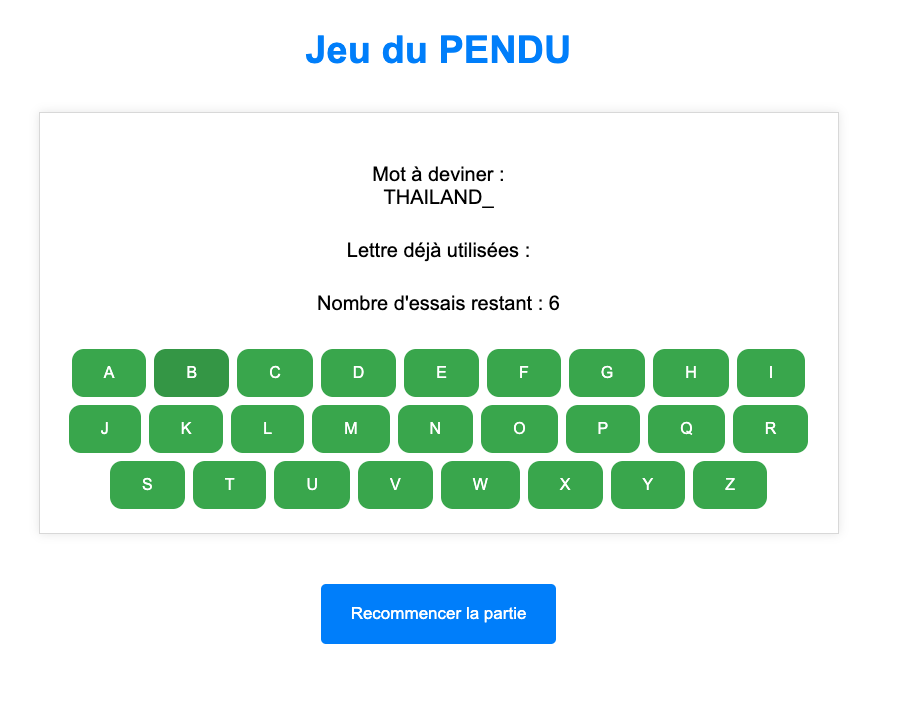 Jeu du PENDU
Mot à deviner :
THAILAND_
Lettre déjà utilisées :
Nombre d'essais restant : 6
A B C D E F G H I
J K L M N O P Q R
S T U V W X Y Z
Recommencer la partie